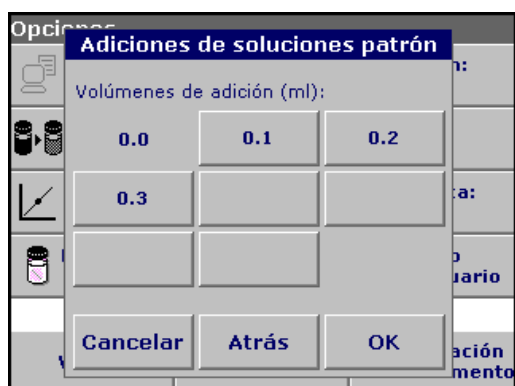 Opciones
Adiciones de soluciones patrón
Volúmenes de adición (ml):
0.0 0.1 0.2
0.3
Cancelar Atrás OK